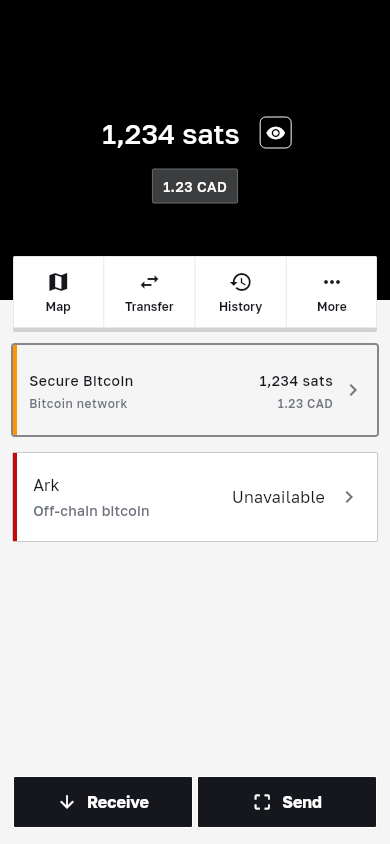 1,234 sats
1.23 CAD
Map
Transfer
History
More
Secure Bitcoin
1,234 sats
Bitcoin network
1.23 CAD
Ark
Off-chain bitcoin
Unavailable
Receive
Send